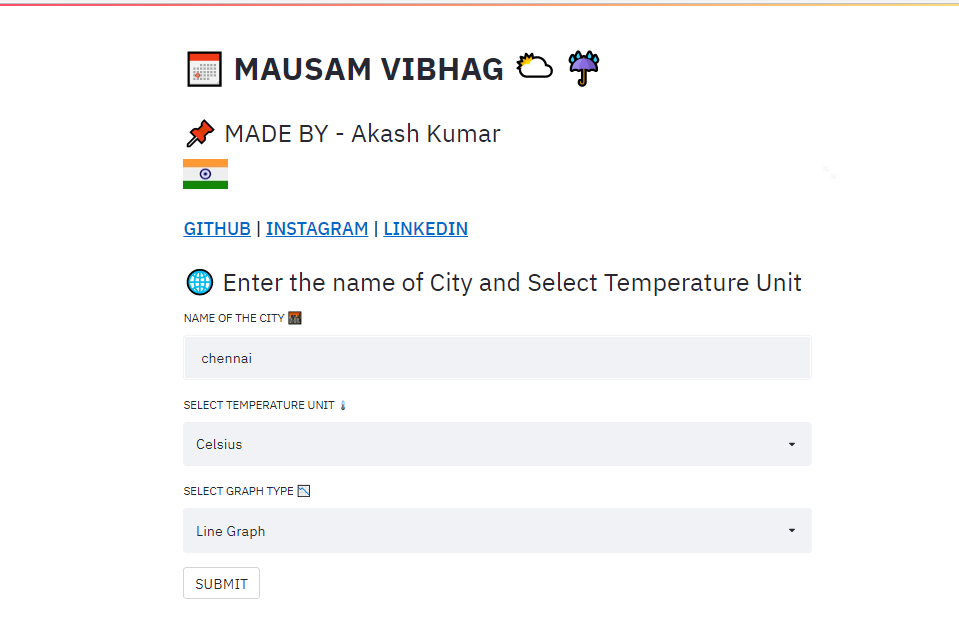 MAUSAM VIBHAG
MADE BY - Akash Kumar
GITHUB | INSTAGRAM | LINKEDIN
Enter the name of City and Select Temperature Unit
NAME OF THE CITY
chennai
SELECT TEMPERATURE UNIT
Celsius
SELECT GRAPH TYPE
Line Graph
SUBMIT